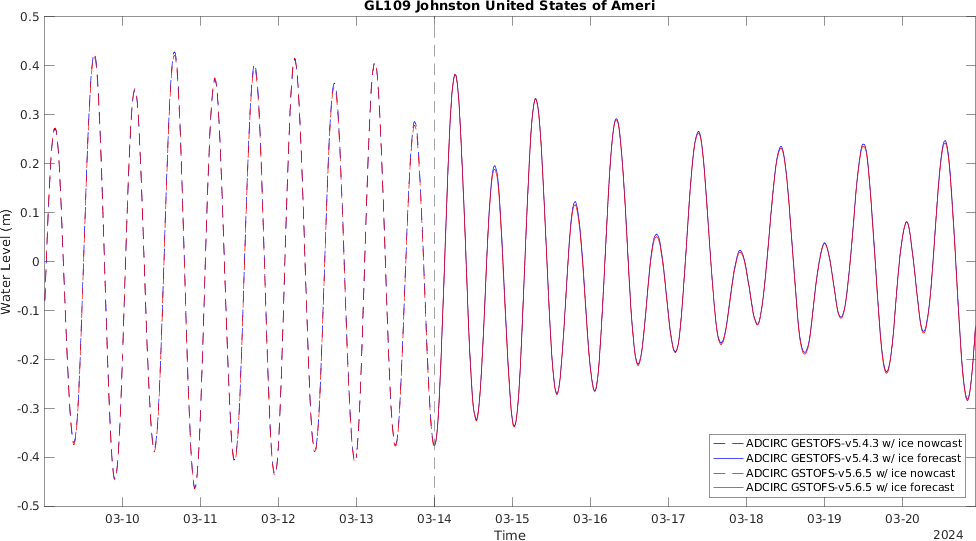 GL109 Johnston United States of Ameri
0.5
0.4
0.3
0.2
0.1
0
-0.1
-0.2
-0.3
-0.4
-0.5
Water Level (m)
ADCIRC GESTOFS-v5.4.3 w/ ice nowcast
ADCIRC GESTOFS-v5.4.3 w/ ice forecast
ADCIRC GSTOFS-v5.6.5 w/ ice nowcast
ADCIRC GSTOFS-v5.6.5 w/ ice forecast
03-10 03-11 03-12 03-13 03-14 03-15 03-16 03-17 03-18 03-19 03-20
Time
2024